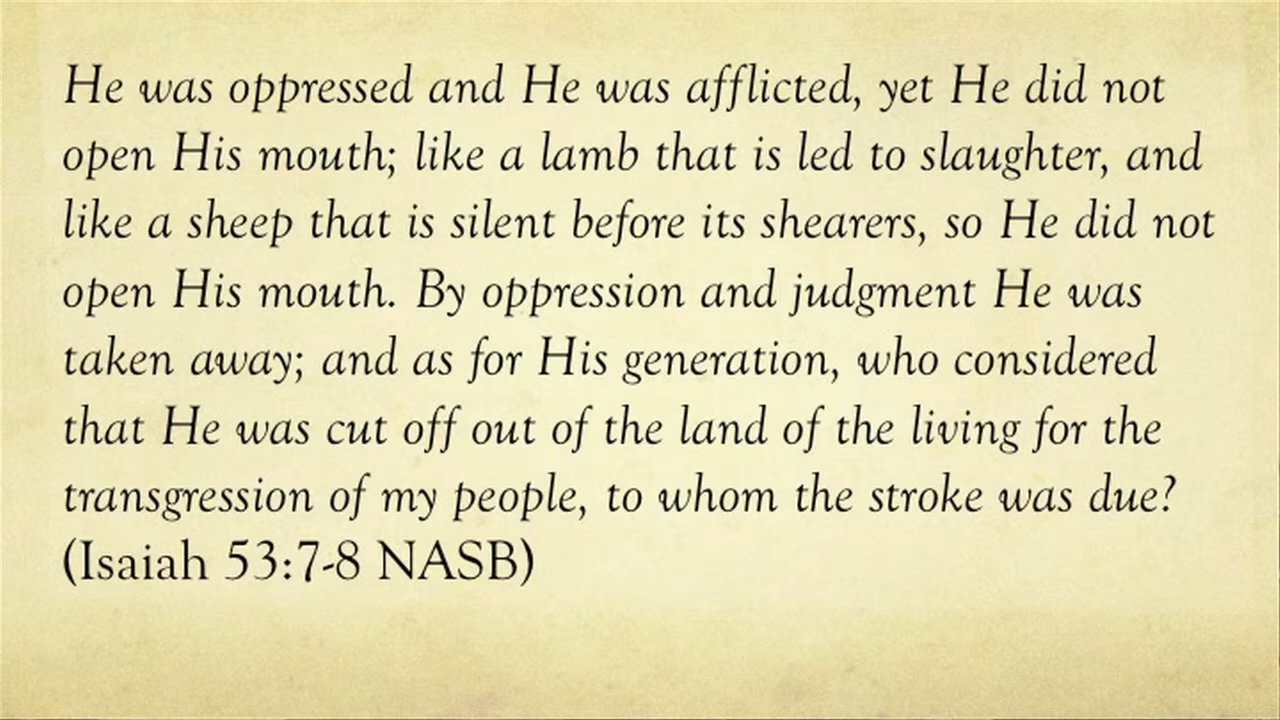 He was oppressed and He was afflicted, yet He did not
open His mouth; like a lamb that is led to slaughter, and
like a sheep that is silent before its shearers, so He did not
open His mouth. By oppression and judgment He was
taken away; and as for His generation, who considered
that He was cut off out of the land of the living for the
transgression of my people, to whom the stroke was due?
(Isaiah 53:7-8 NASB)